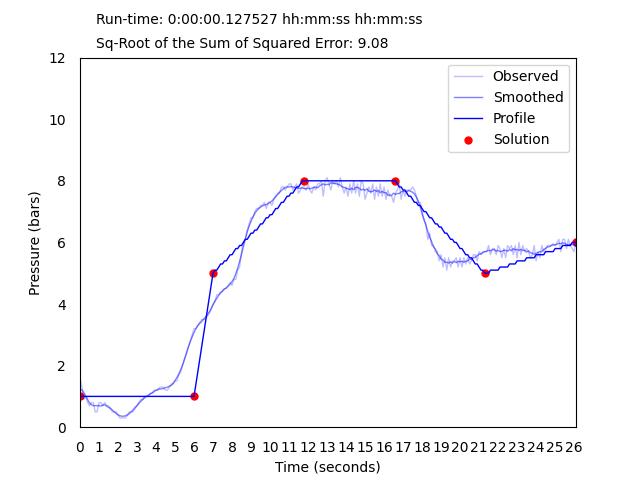 Run-time: 0:00:00.127527 hh:mm:ss hh:mm:ss
Sq-Root of the Sum of Squared Error: 9.08
Observed
Smoothed
Profile
Solution
12
10
8
6
4
2
0
Pressure (bars)
0 1 2 3 4 5 6 7 8 9 10 11 12 13 14 15 16 17 18 19 20 21 22 23 24 25 26
Time (seconds)